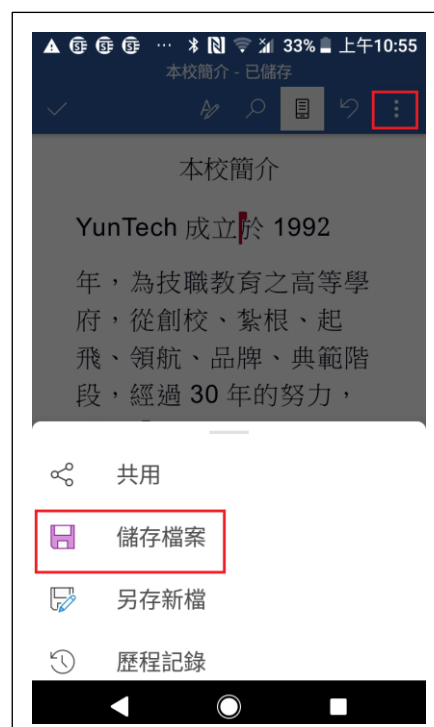 33% 上午10:55
本校簡介 - 已儲存
本校簡介
YunTech 成立於 1992
年，為技職教育之高等學
府，從創校、紮根、起
飛、領航、品牌、典範階
段，經過 30 年的努力，
共用
儲存檔案
另存新檔
歷程記錄